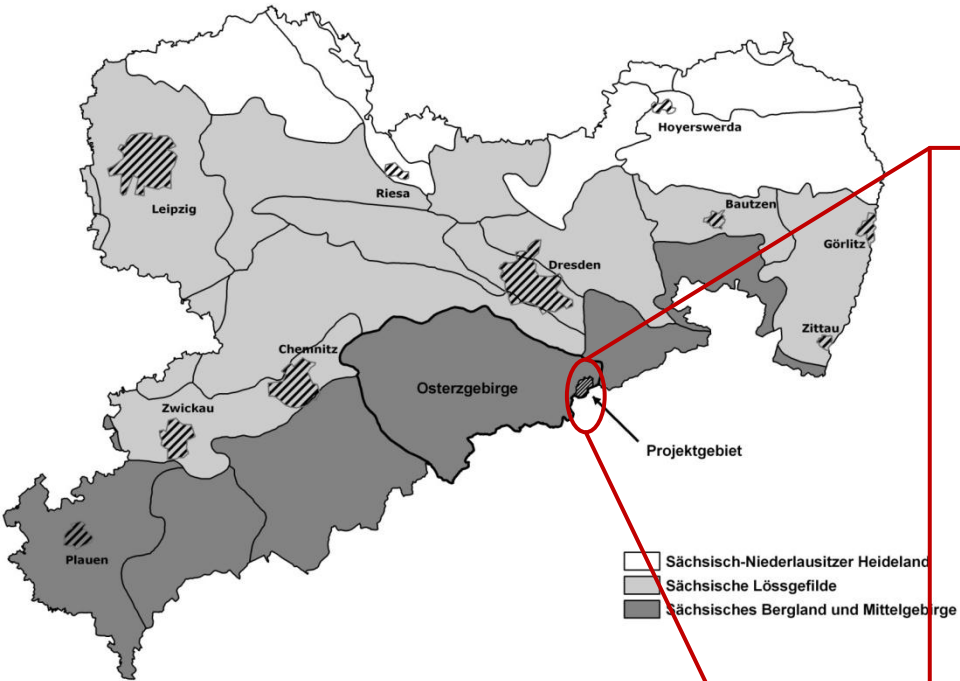 Hoyerswerda
Riesa
Leipzig
Bautzen
Görlitz
Dresden
Zittau
Chemnitz
Osterzgebirge
Zwickau
Projektgebiet
Plauen
Sächsisch-Niederlausitzer Heideland
Sächsische Lössgefilde
Sächsisches Bergland und Mittelgebirge